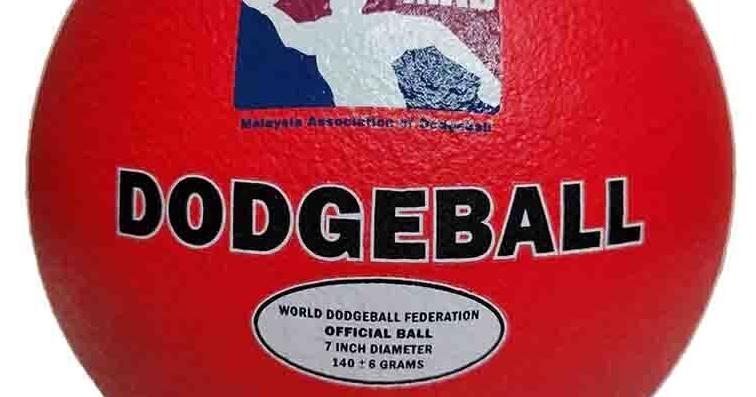 Malaysia Association of Dodgeball
DODGEBALL
WORLD DODGEBALL FEDERATION
OFFICIAL BALL
7 INCH DIAMETER
140 ± 6 GRAMS